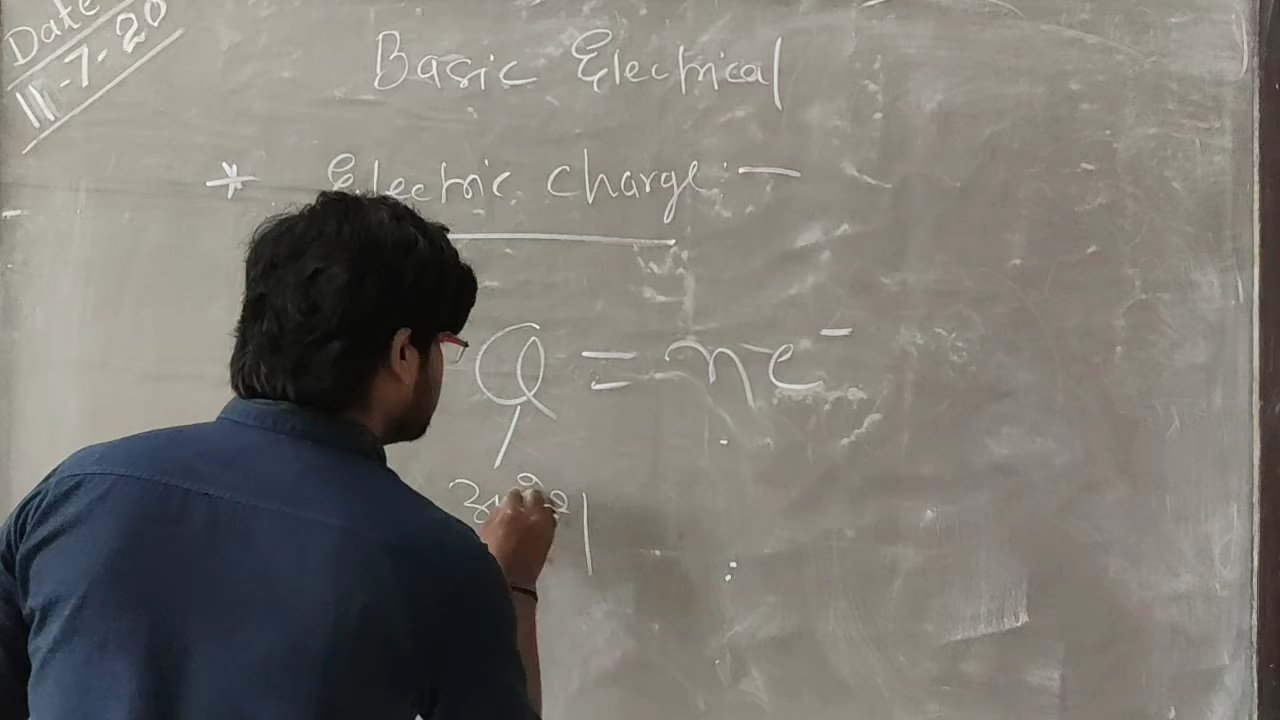 Date
11-7-20
Basic Electrical
* Electric charge :-
Q = ne⁻